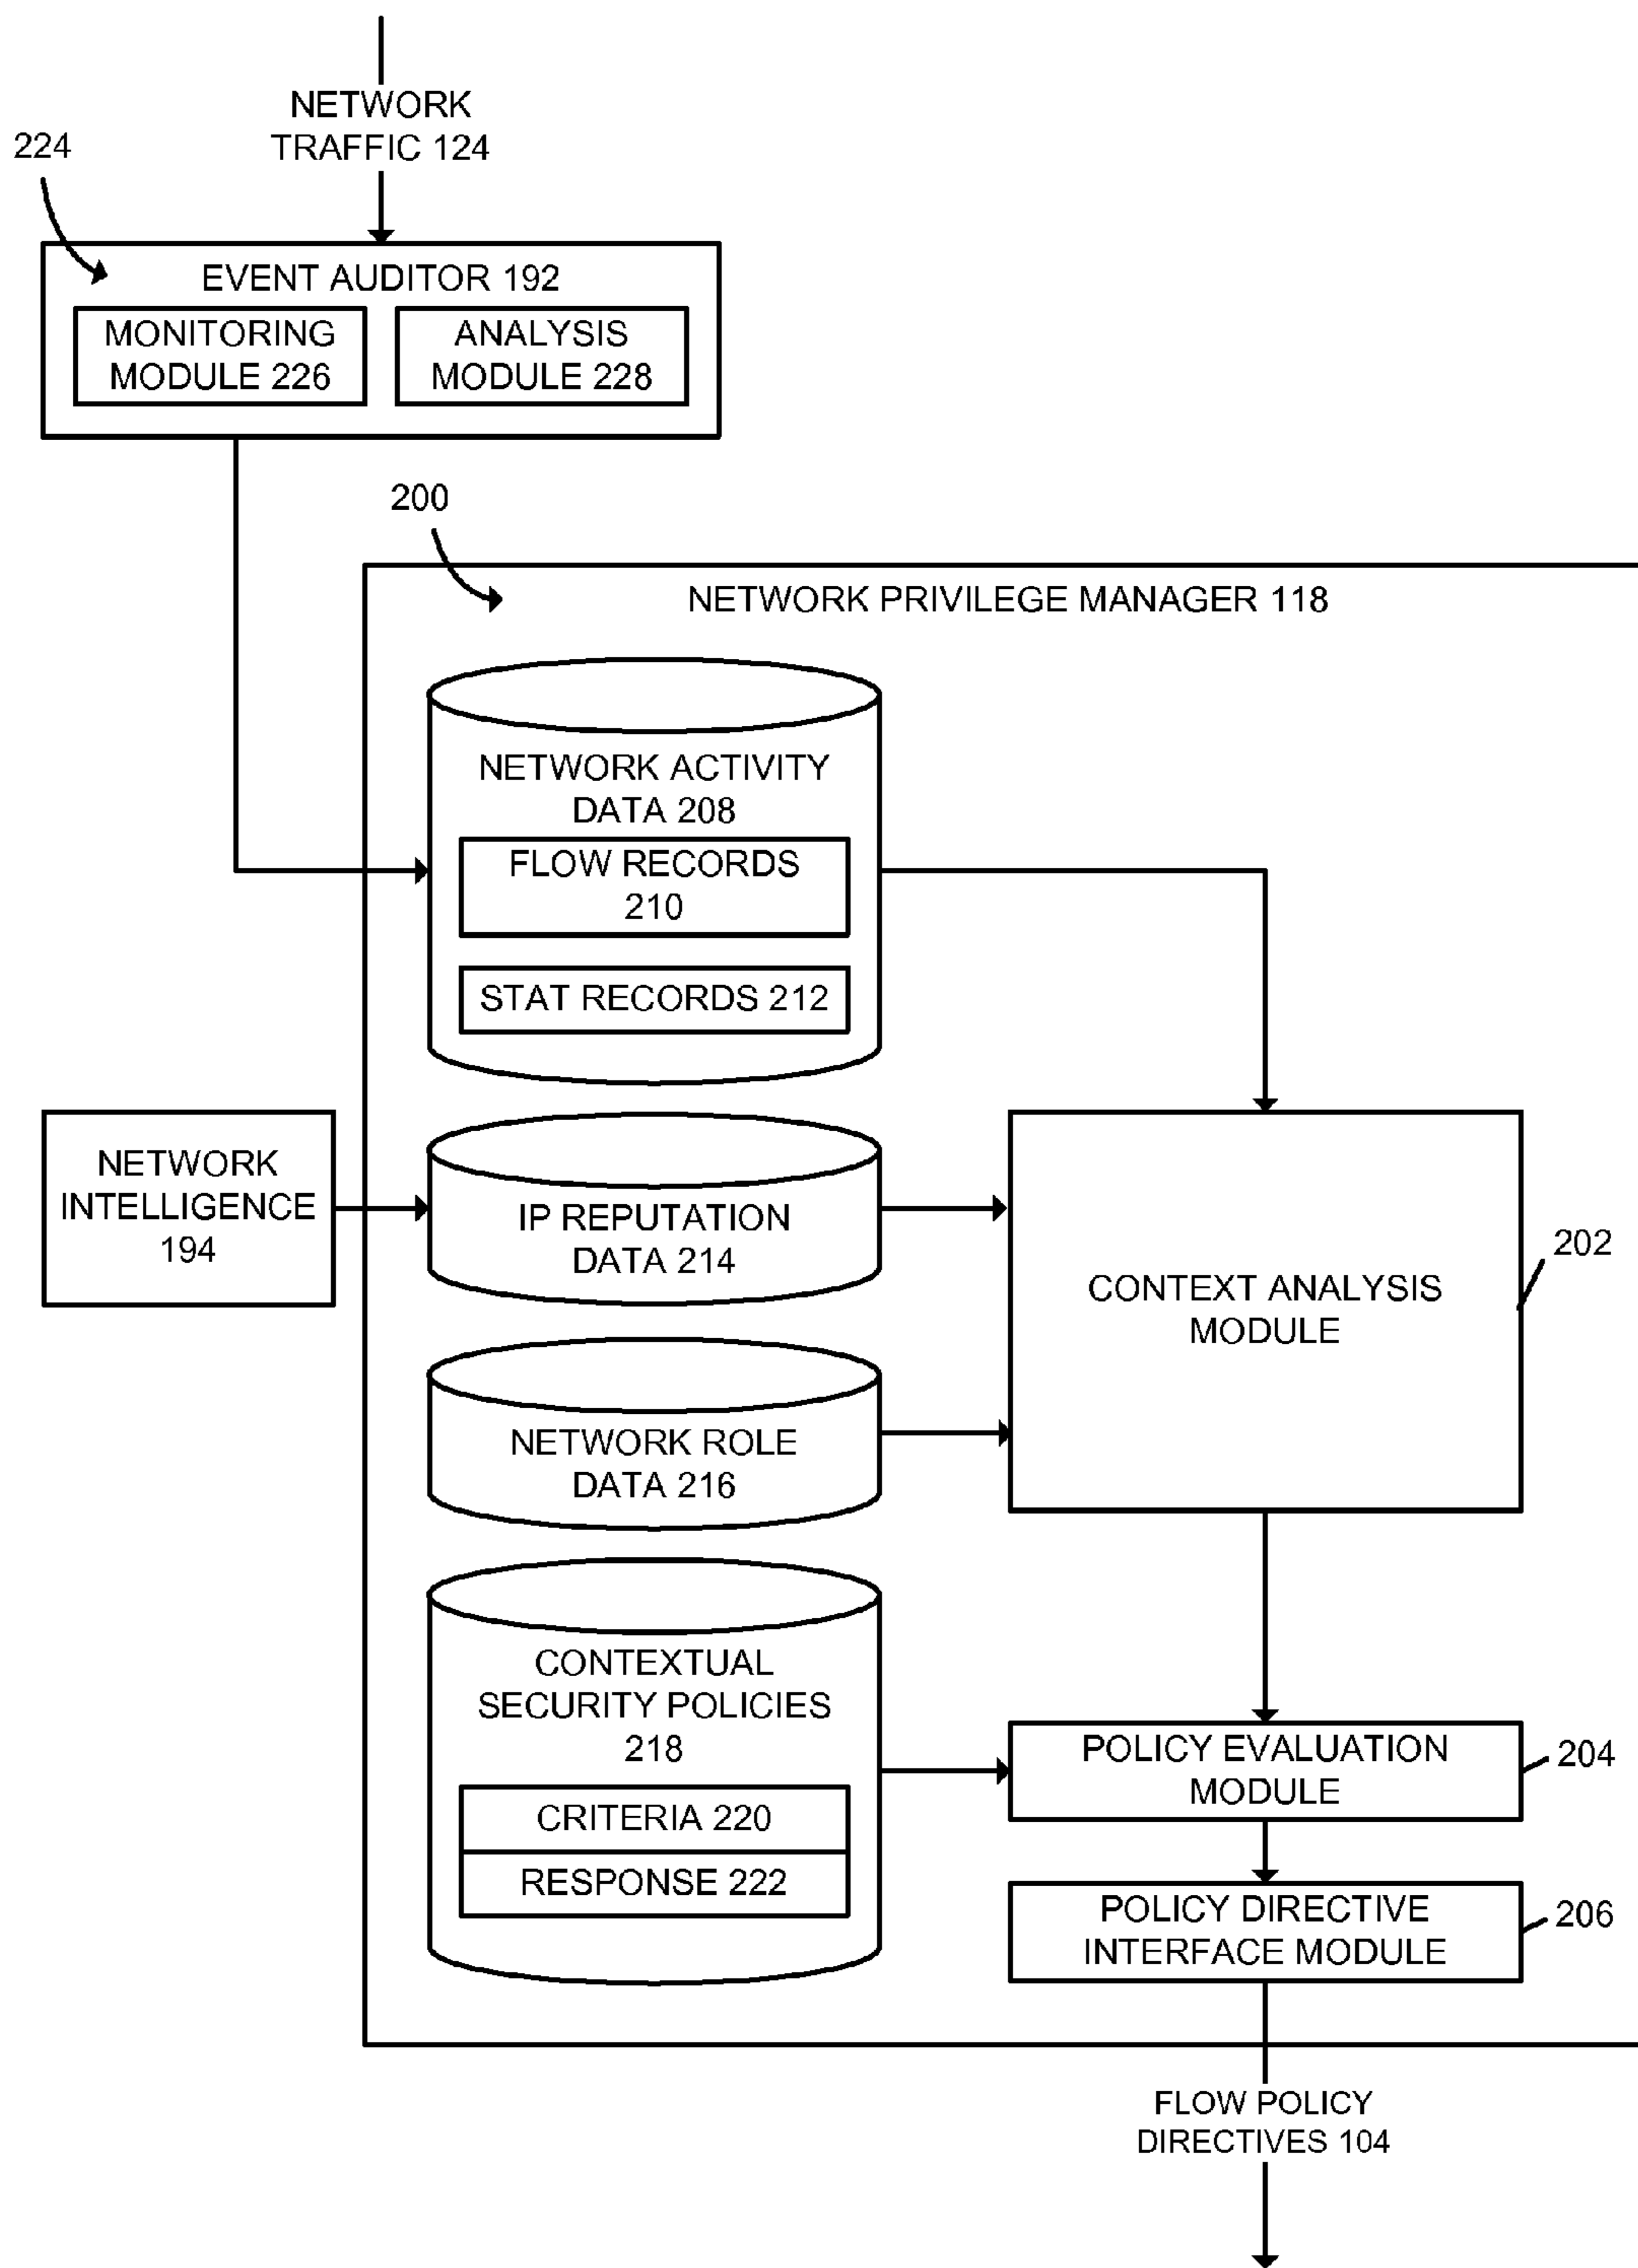 NETWORK
TRAFFIC 124
224
EVENT AUDITOR 192
MONITORING
MODULE 226
ANALYSIS
MODULE 228
200
NETWORK PRIVILEGE MANAGER 118
NETWORK ACTIVITY
DATA 208
FLOW RECORDS
210
STAT RECORDS 212
NETWORK
INTELLIGENCE
194
IP REPUTATION
DATA 214
CONTEXT ANALYSIS
MODULE
202
NETWORK ROLE
DATA 216
CONTEXTUAL
SECURITY POLICIES
218
CRITERIA 220
RESPONSE 222
POLICY EVALUATION
MODULE
204
POLICY DIRECTIVE
INTERFACE MODULE
206
FLOW POLICY
DIRECTIVES 104